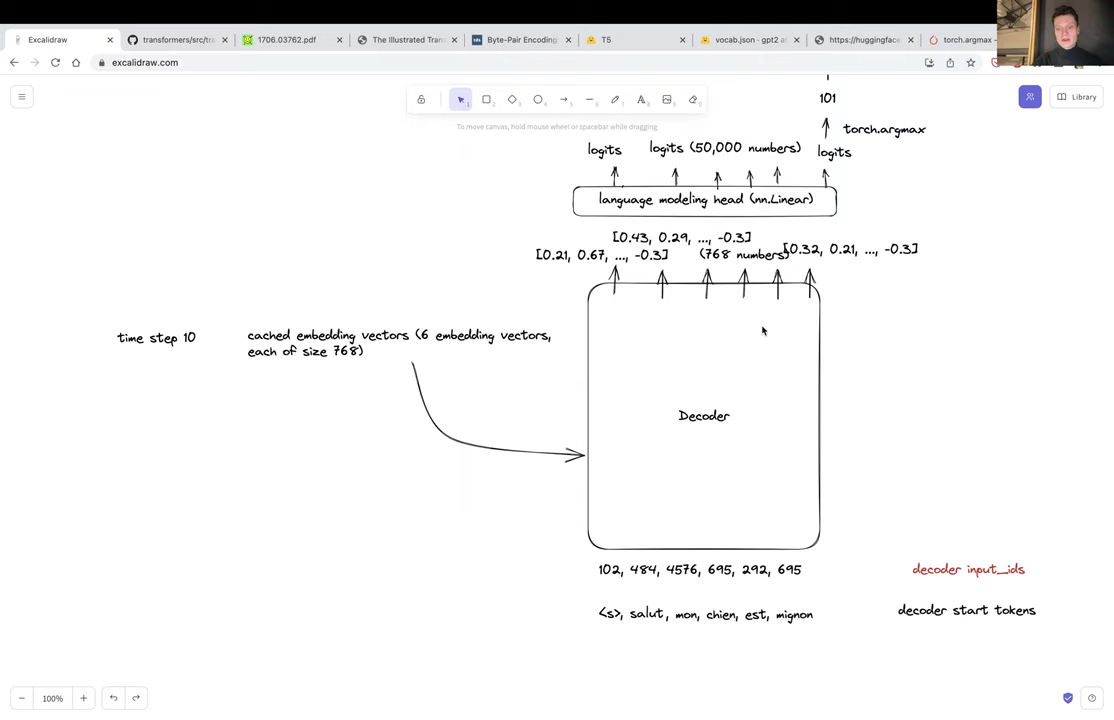 Excalidraw
transformers/src/tra
1706.03762.pdf
The Illustrated Tran
Byte-Pair Encoding
T5
vocab.json · gpt2 at
https://huggingface.
torch.argmax —
excalidraw.com
Library
To move canvas, hold mouse wheel or spacebar while dragging
101
torch.argmax
logits
logits (50,000 numbers)
logits
language modeling head (nn.Linear)
[0.43, 0.29, ..., -0.3]
[0.21, 0.67, ..., -0.3]
(768 numbers)
[0.32, 0.21, ..., -0.3]
time step 10
cached embedding vectors (6 embedding vectors,
each of size 768)
Decoder
102, 484, 4576, 695, 292, 695
decoder input_ids
<s>, salut, mon, chien, est, mignon
decoder start tokens
100%